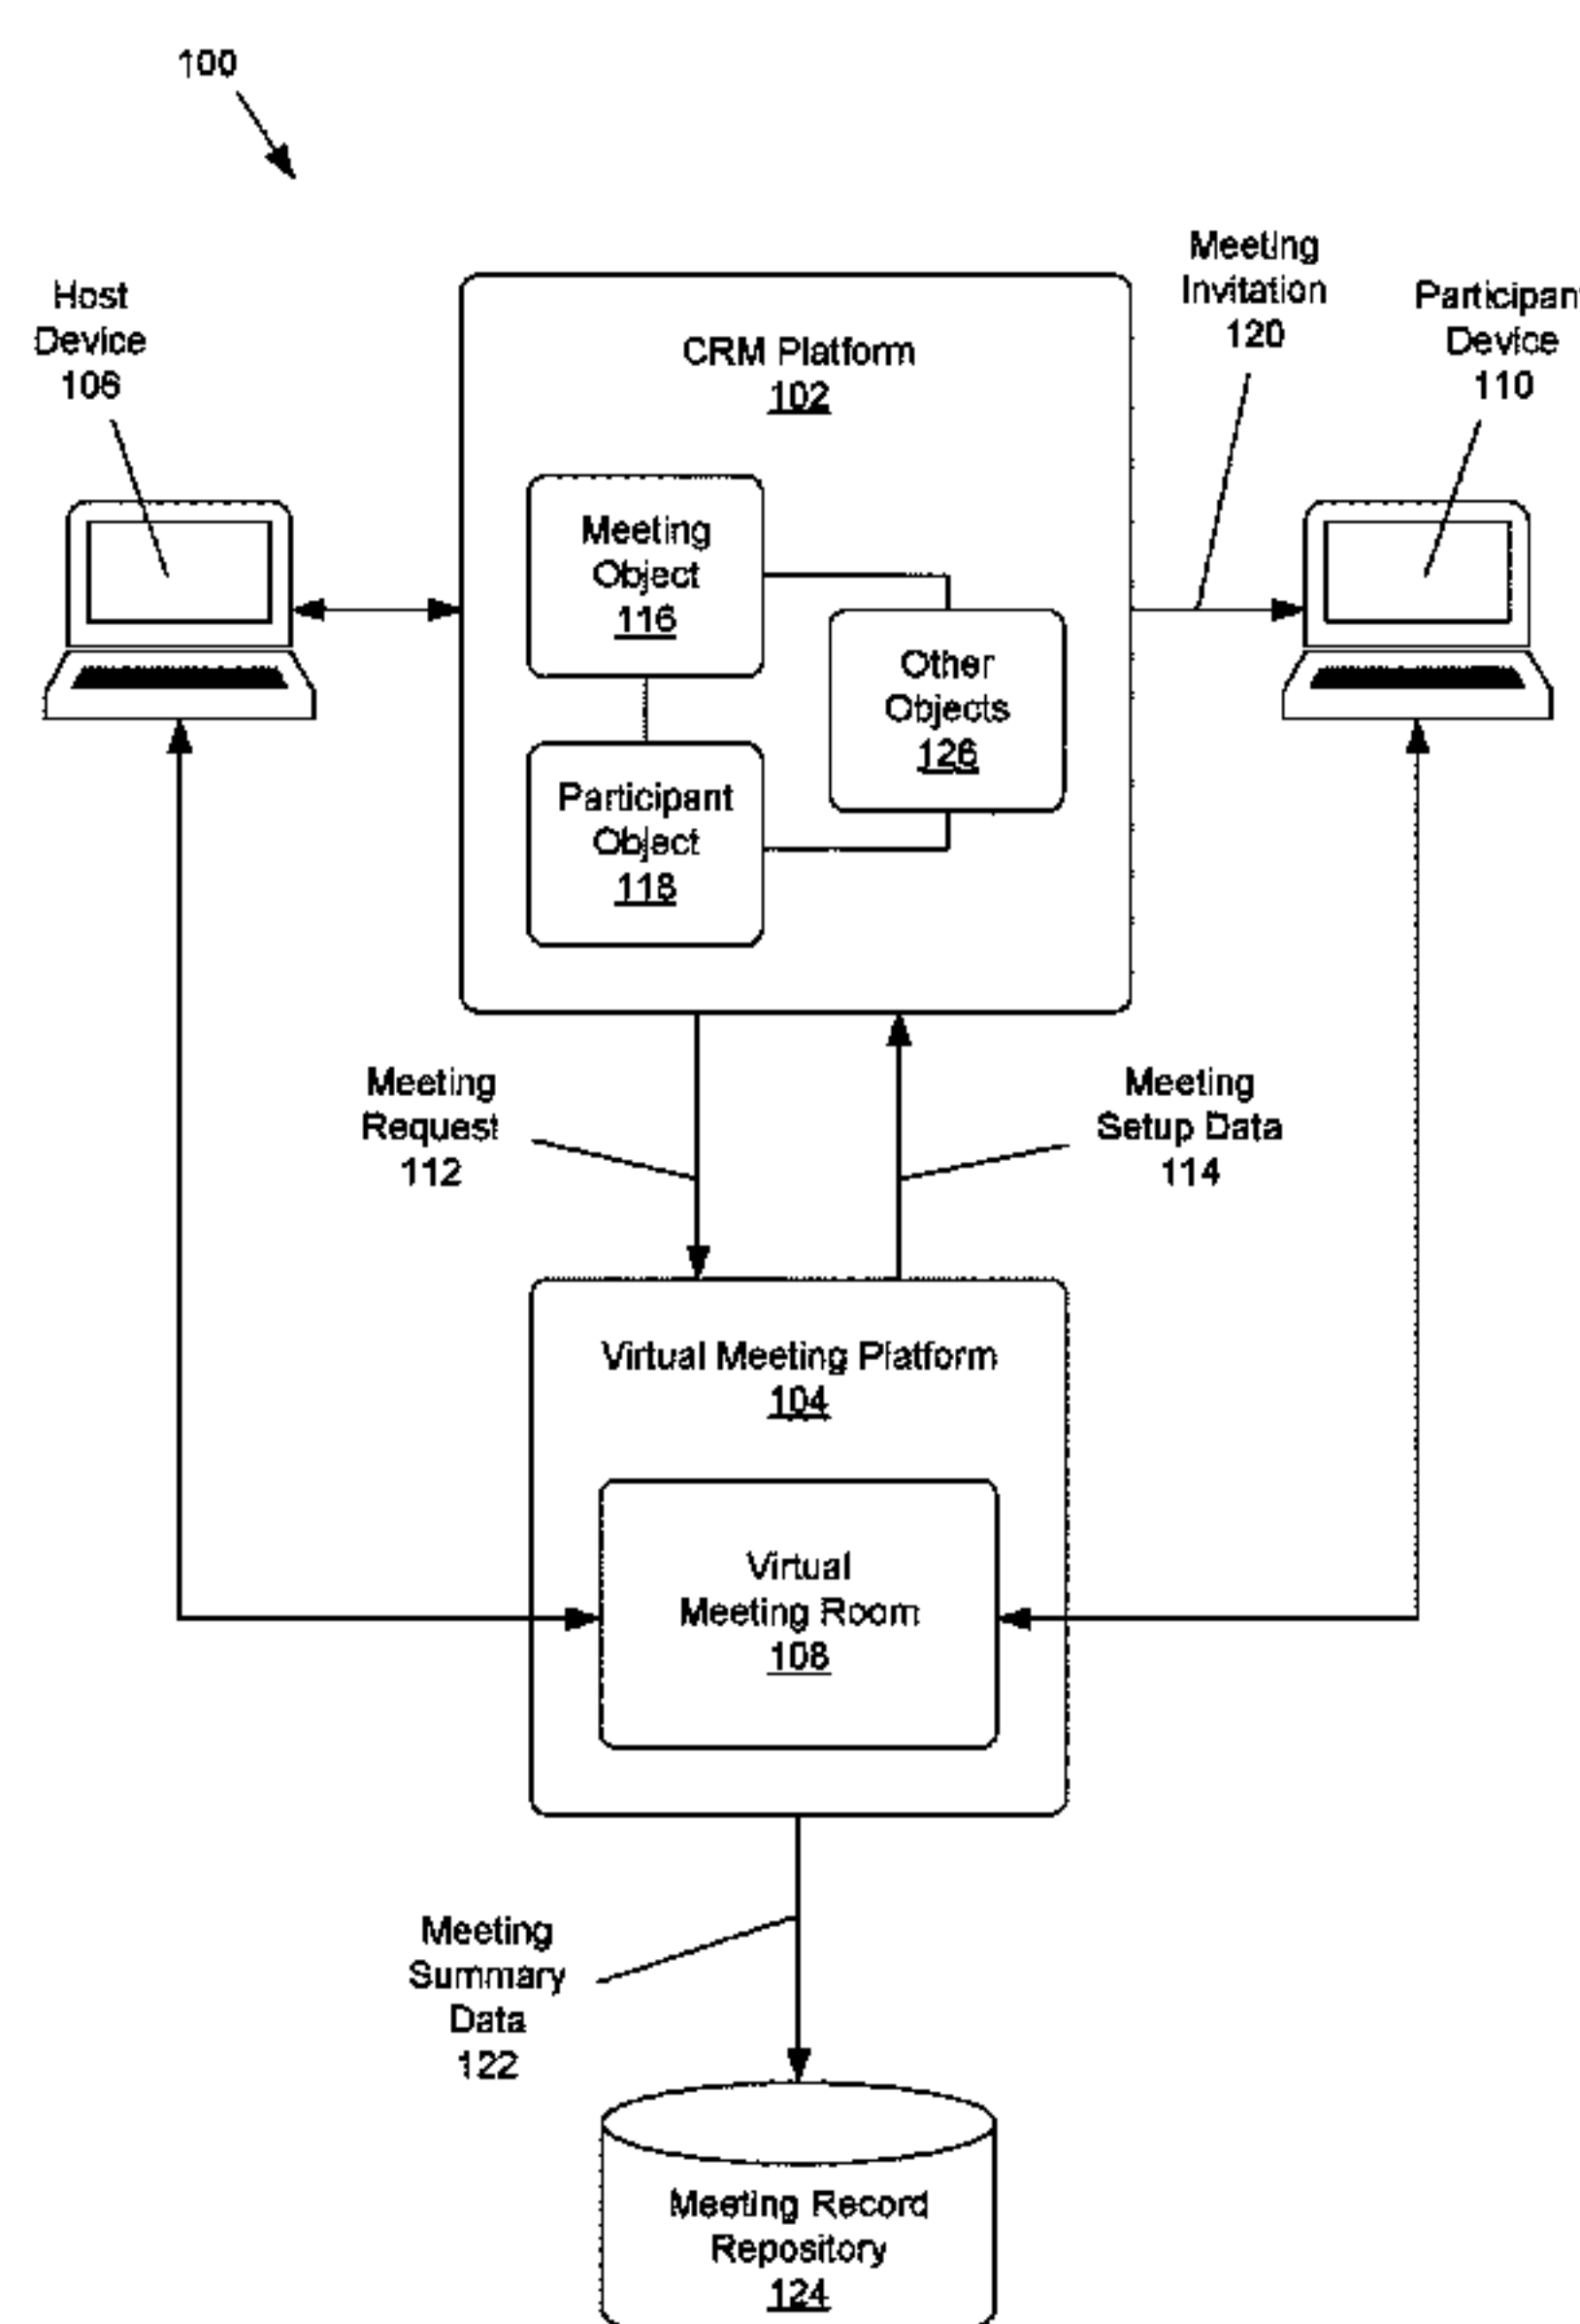 100
Host
Device
106
CRM Platform
102
Meeting
Invitation
120
Participant
Device
110
Meeting
Object
116
Other
Objects
126
Participant
Object
118
Meeting
Request
112
Meeting
Setup Data
114
Virtual Meeting Platform
104
Virtual
Meeting Room
108
Meeting
Summary
Data
122
Meeting Record
Repository
124